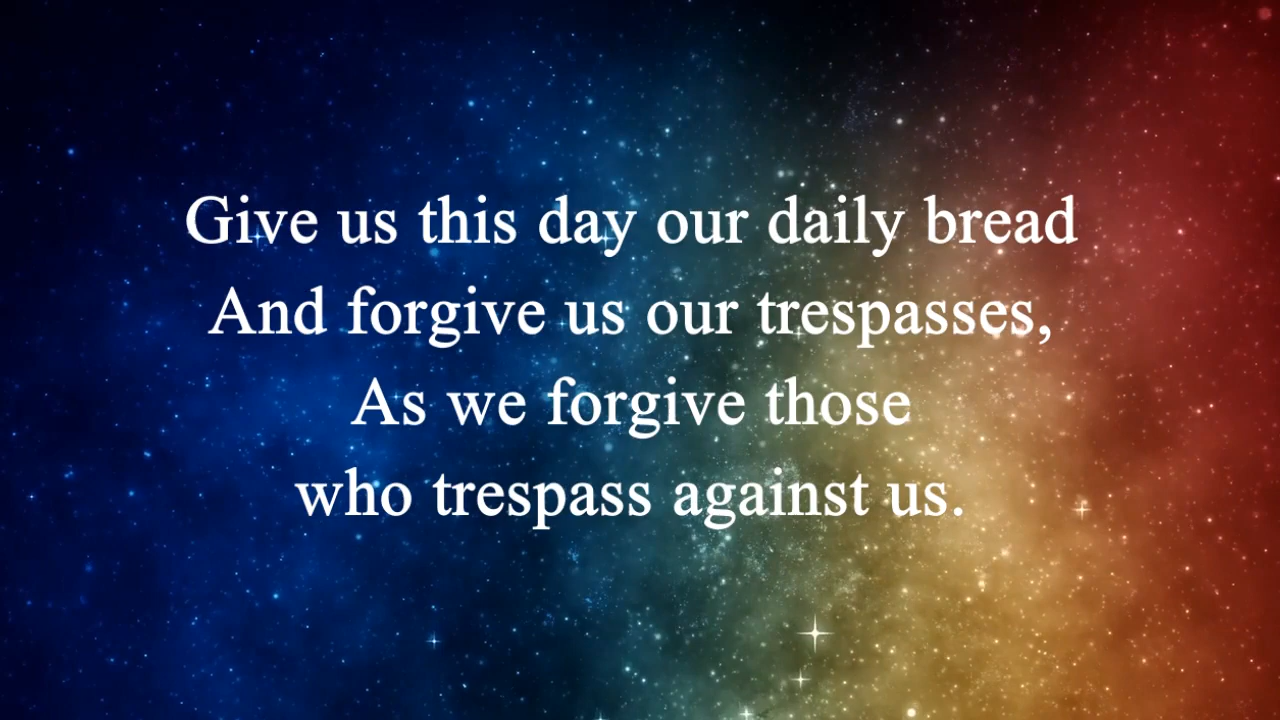 Give us this day our daily bread
And forgive us our trespasses,
As we forgive those
who trespass against us.